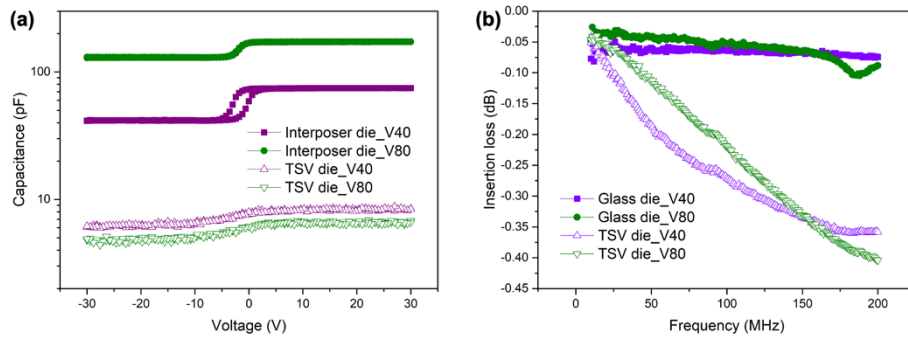 (a)
100
10
Capacitance (pF)
Interposer die_V40
Interposer die_V80
TSV die_V40
TSV die_V80
-30 -20 -10 0 10 20 30
Voltage (V)
(b)
0.00
-0.05
-0.10
-0.15
-0.20
-0.25
-0.30
-0.35
-0.40
-0.45
Insertion loss (dB)
Glass die_V40
Glass die_V80
TSV die_V40
TSV die_V80
0 50 100 150 200
Frequency (MHz)